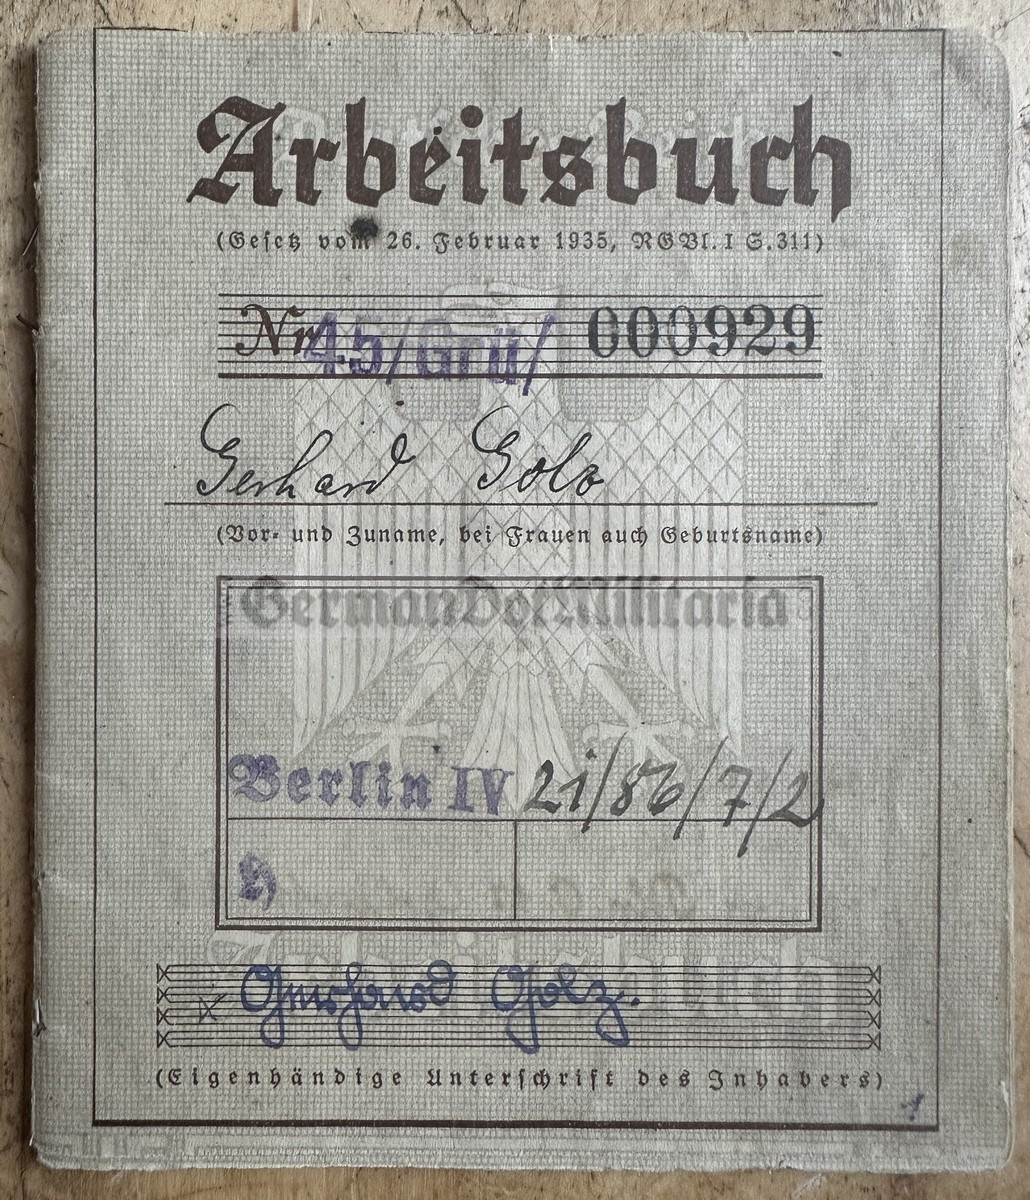 Arbeitsbuch
(Gesetz vom 26. Februar 1935, RGBl. I S. 311)
Nr 45/Grü/ 000929
Gerhard Golz
(Vor- und Zuname, bei Frauen auch Geburtsname)
GermanDotMilitaria
Berlin IV 21/86/7/2
Gerhard Golz.
(Eigenhändige Unterschrift des Inhabers)